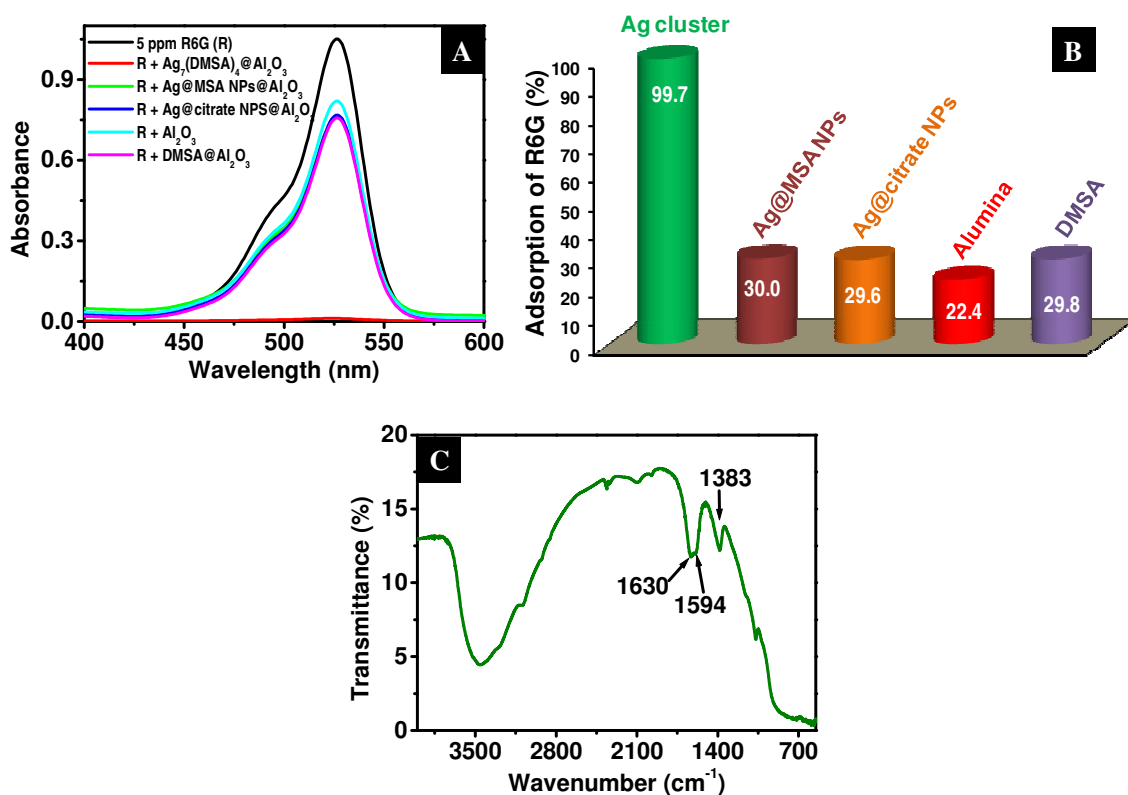 A
5 ppm R6G (R)
R + Ag₇(DMSA)₄@Al₂O₃
R + Ag@MSA NPs@Al₂O₃
R + Ag@citrate NPS@Al₂O
R + Al₂O₃
R + DMSA@Al₂O₃
0.9
0.6
0.3
0.0
Absorbance
400
450
500
550
600
Wavelength (nm)
B
Ag cluster
Ag@MSA NPs
Ag@citrate NPs
Alumina
DMSA
100
90
80
70
60
50
40
30
20
10
0
Adsorption of R6G (%)
99.7
30.0
29.6
22.4
29.8
C
20
15
10
5
0
Transmittance (%)
1383
1630
1594
3500
2800
2100
1400
700
Wavenumber (cm⁻¹)